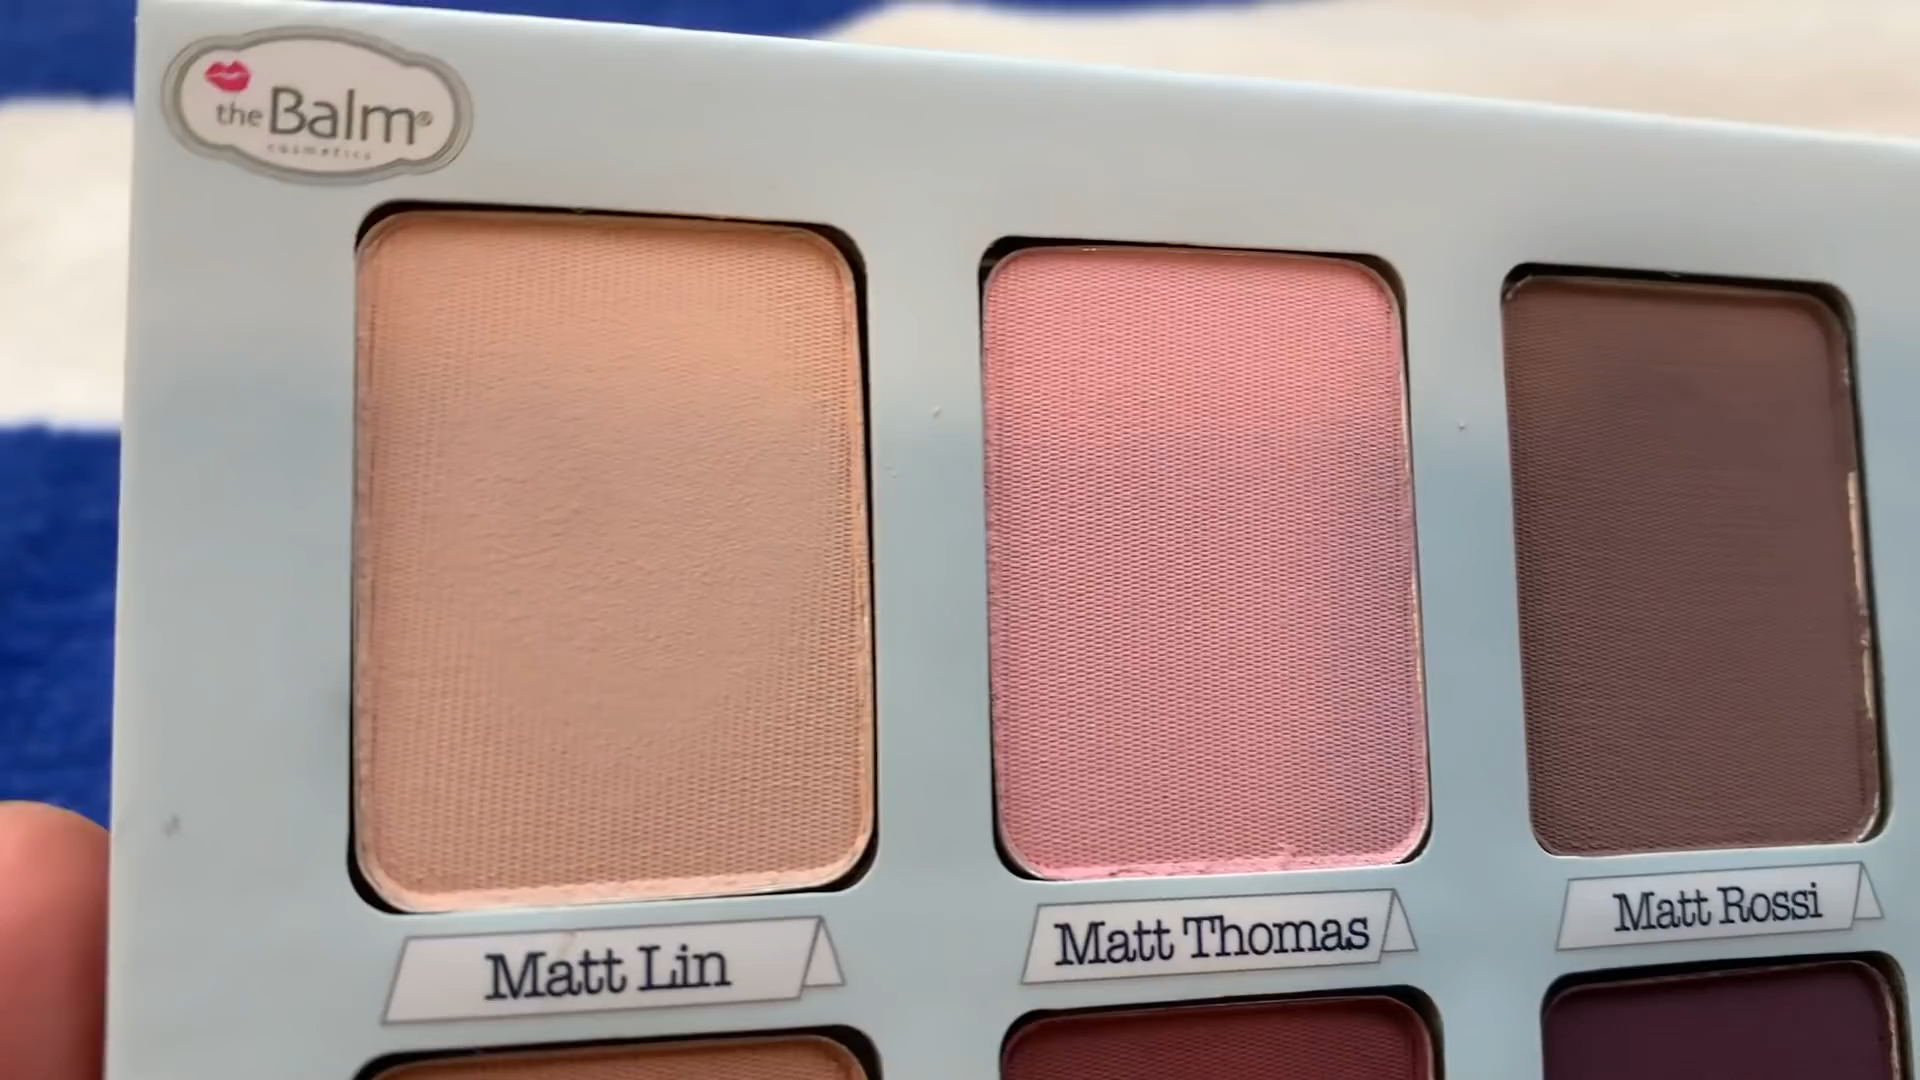 the Balm®
cosmetics
Matt Lin
Matt Thomas
Matt Rossi